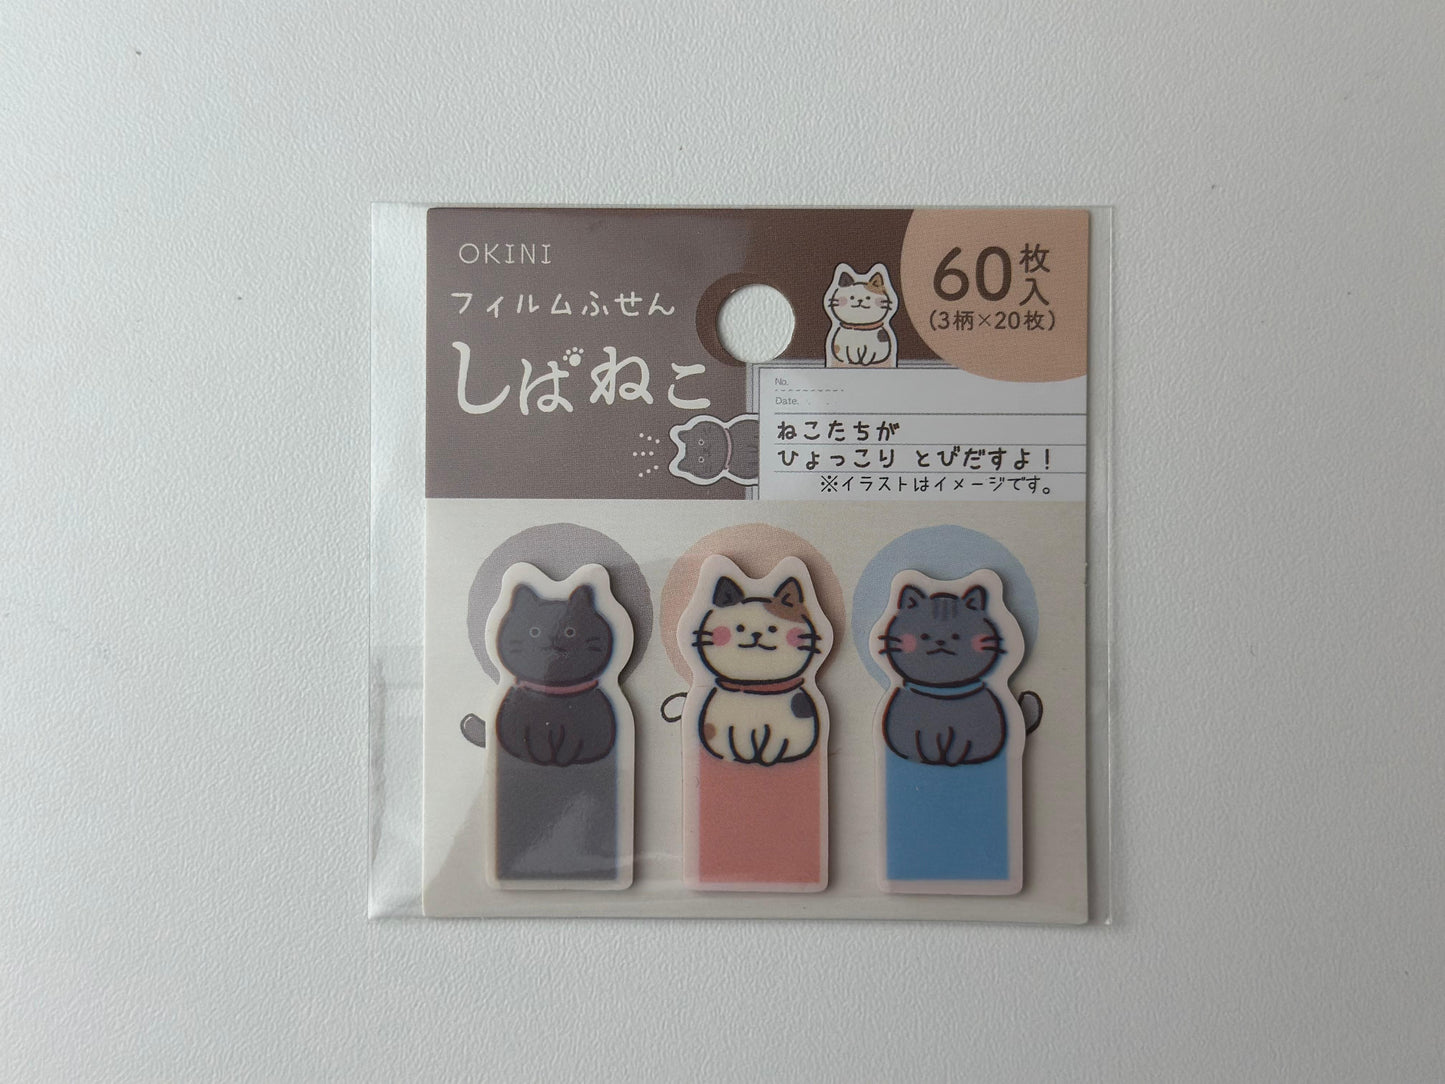 OKINI
フィルムふせん
しばねこ
60枚入
(3柄×20枚)
No.
Date.
ねこたちが
ひょっこり とびだすよ！
※イラストはイメージです。